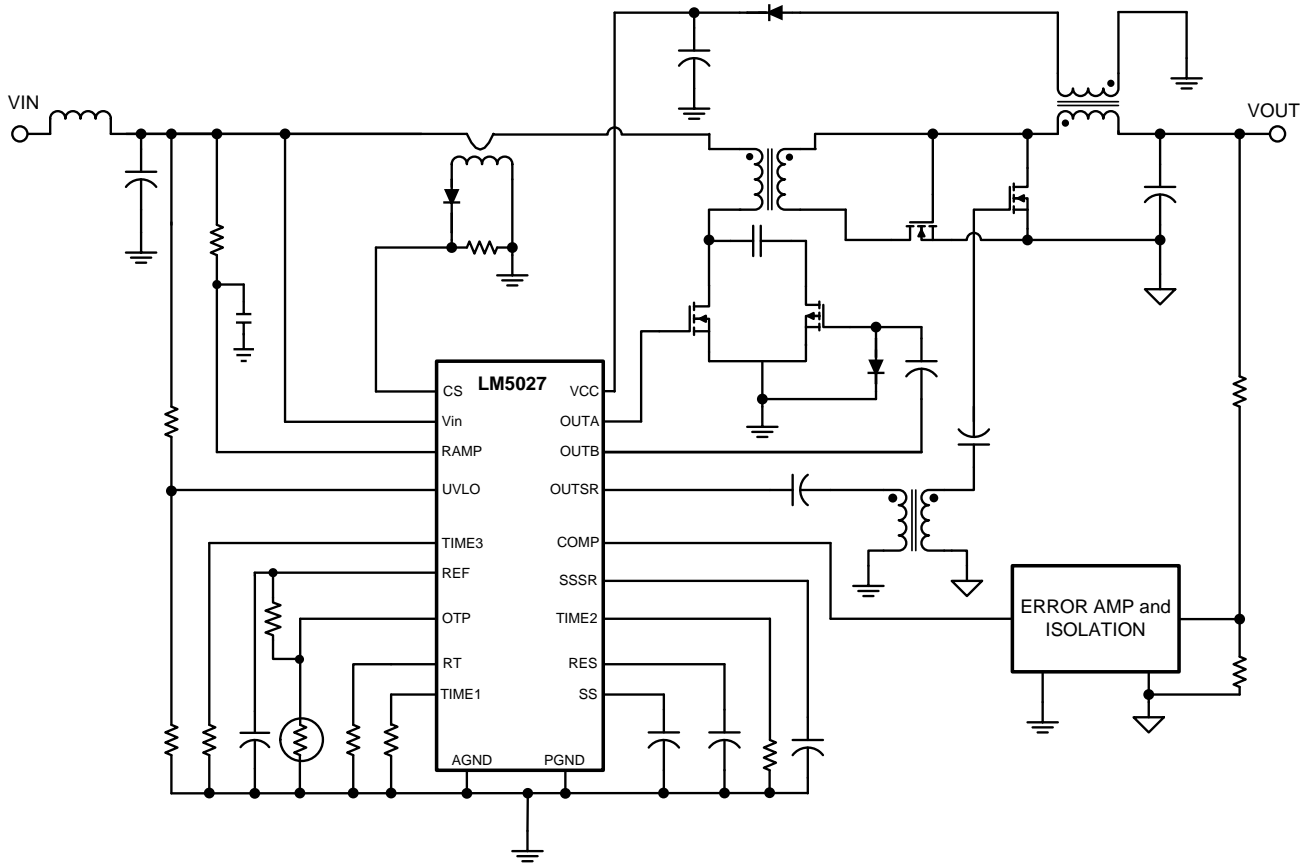 VIN
VOUT
LM5027
CS
Vin
RAMP
UVLO
TIME3
REF
OTP
RT
TIME1
AGND
PGND
VCC
OUTA
OUTB
OUTSR
COMP
SSSR
TIME2
RES
SS
ERROR AMP and
ISOLATION